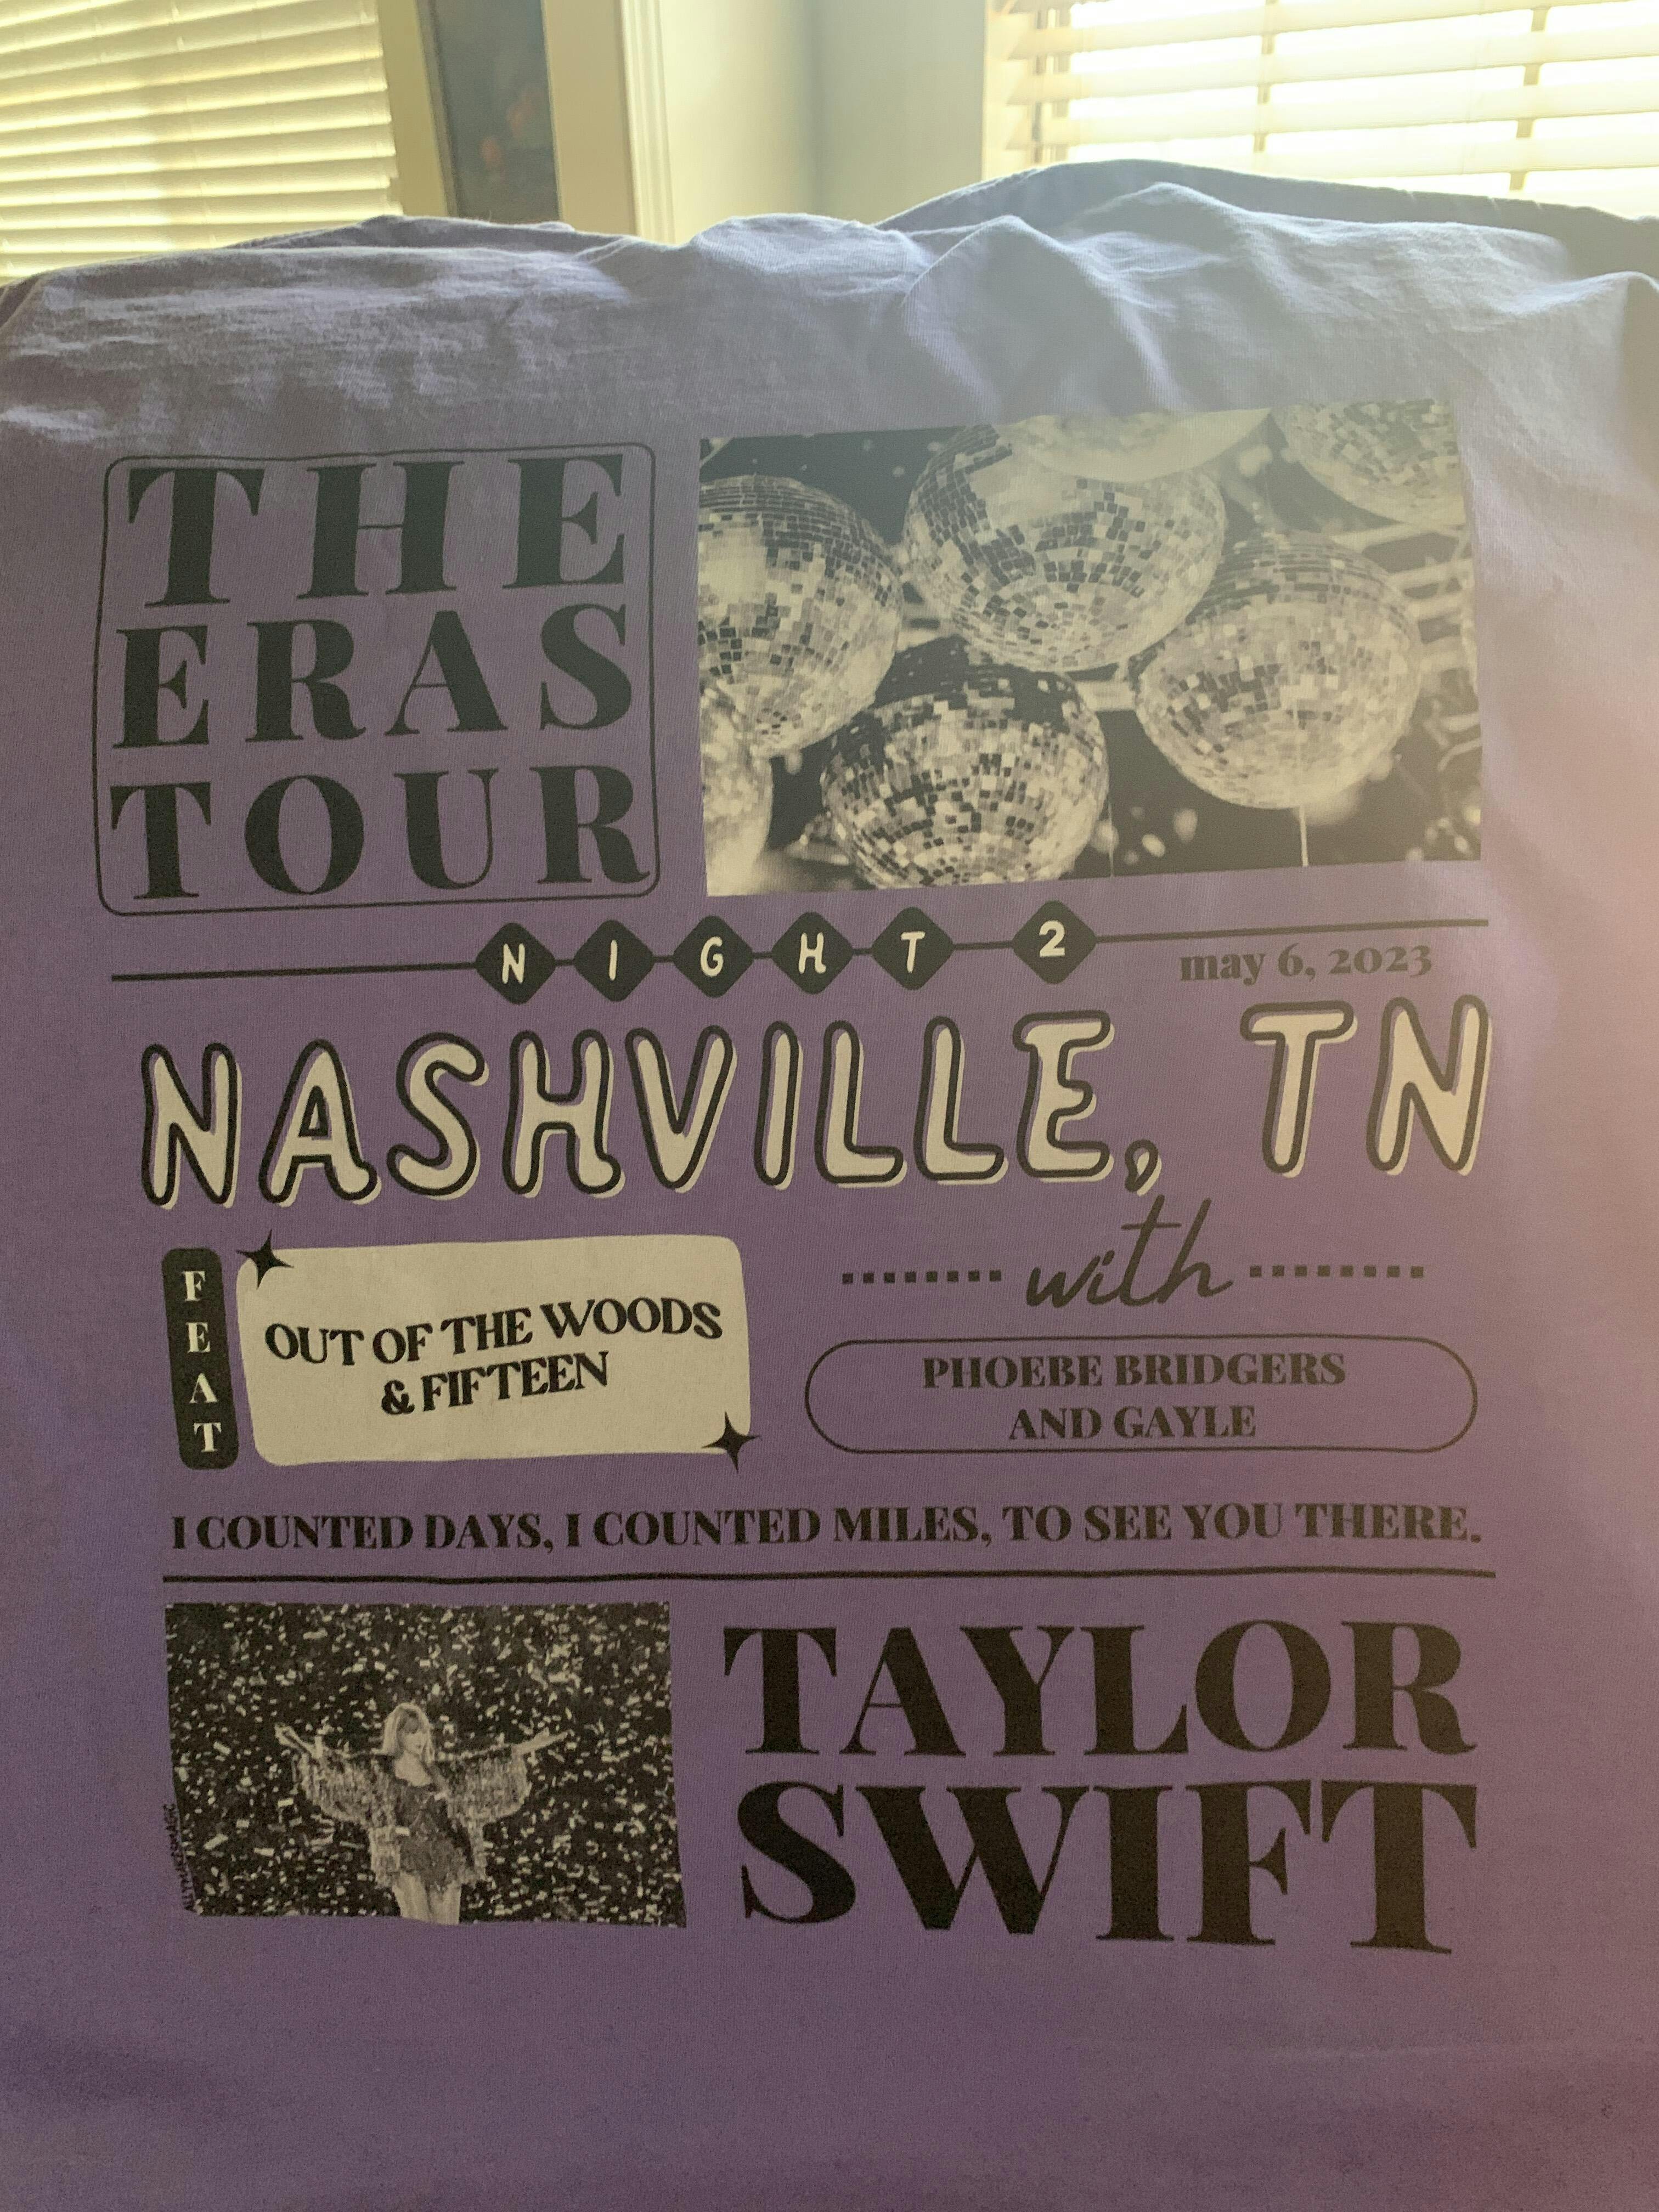 THE
ERAS
TOUR
NIGHT 2
may 6, 2023
NASHVILLE, TN
FEAT
OUT OF THE WOODS
& FIFTEEN
with
PHOEBE BRIDGERS
AND GAYLE
I COUNTED DAYS, I COUNTED MILES, TO SEE YOU THERE.
ALLYMAKESMAGIC
TAYLOR
SWIFT